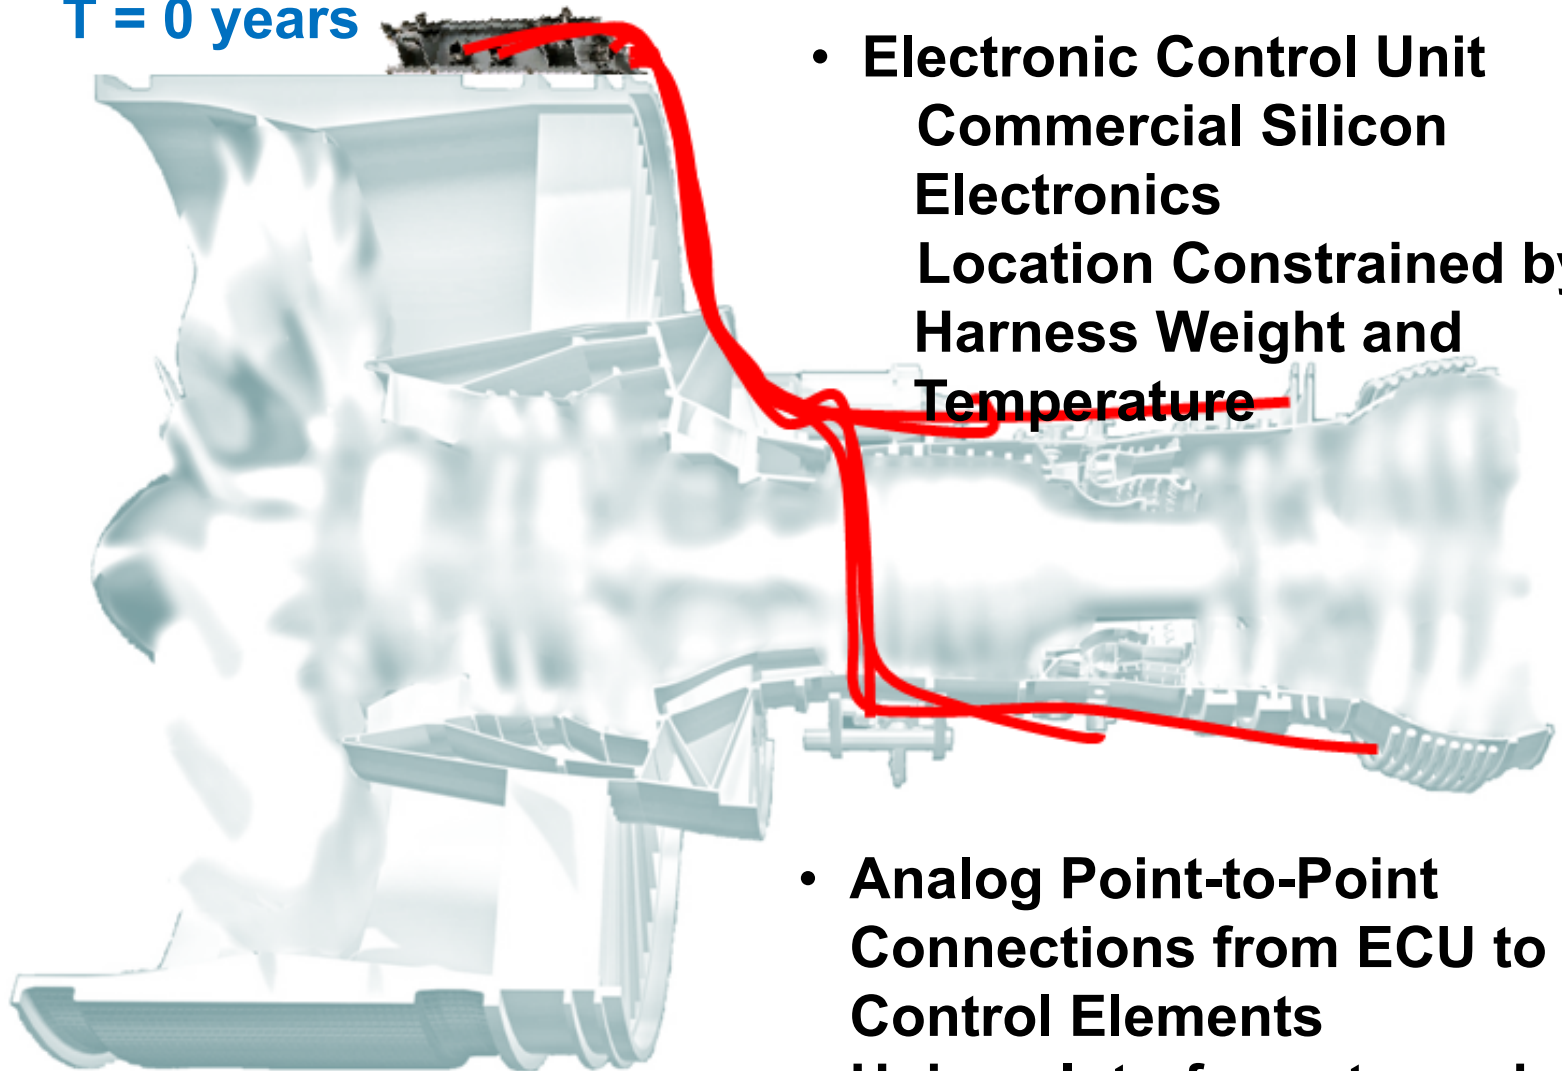 T = 0 years
• Electronic Control Unit
Commercial Silicon
Electronics
Location Constrained by
Harness Weight and
Temperature
• Analog Point-to-Point
Connections from ECU to
Control Elements